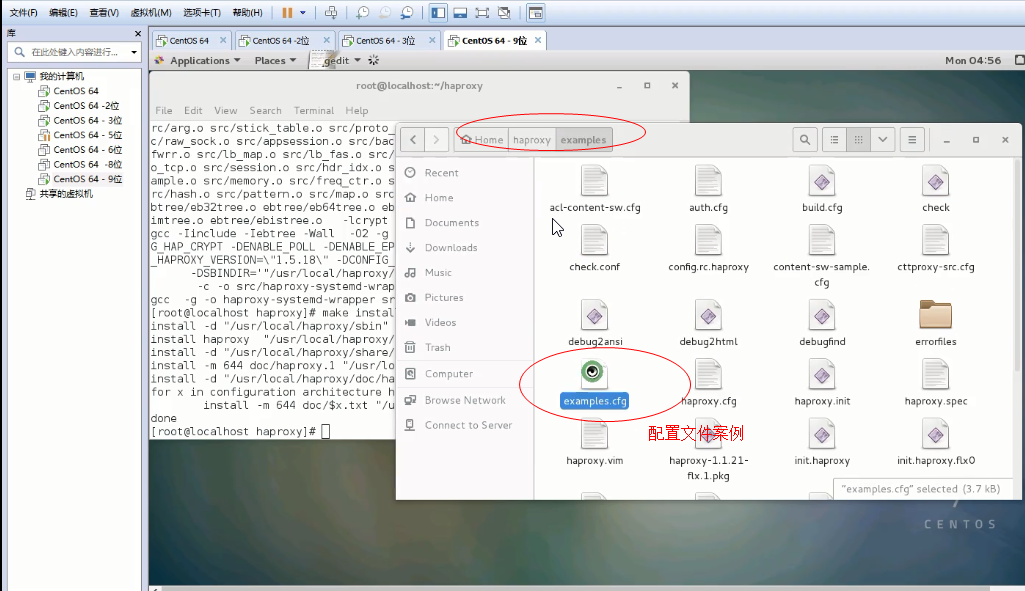 文件(F) 编辑(E) 查看(V) 虚拟机(M) 选项卡(T) 帮助(H)
库
在此处键入内容进行...
我的计算机
CentOS 64
CentOS 64 -2位
CentOS 64 - 3位
CentOS 64 - 5位
CentOS 64 - 6位
CentOS 64 -8位
CentOS 64 - 9位
共享的虚拟机
CentOS 64 CentOS 64 -2位 CentOS 64 - 3位 CentOS 64 - 9位
Applications Places gedit Mon 04:56
root@localhost:~/haproxy
File Edit View Search Terminal Help
rc/arg.o src/stick_table.o src/proto_
c/raw_sock.o src/appsession.o src/bac
fwrr.o src/lb_map.o src/lb_fas.o src/
o_tcp.o src/session.o src/hdr_idx.o s
ample.o src/memory.o src/freq_ctr.o s
rc/hash.o src/pattern.o src/map.o src
btree/eb32tree.o ebtree/eb64tree.o eb
imtree.o ebtree/ebistree.o -lcrypt
gcc -Iinclude -Iebtree -Wall -O2 -g
G_HAP_CRYPT -DENABLE_POLL -DENABLE_EP
_HAPROXY_VERSION=\"1.5.18\" -DCONFIG_
-DSBINDIR='"/usr/local/haproxy/
-c -o src/haproxy-systemd-wrap
gcc -g -o haproxy-systemd-wrapper src
[root@localhost haproxy]# make instal
install -d "/usr/local/haproxy/sbin"
install haproxy "/usr/local/haproxy/
install -d "/usr/local/haproxy/share/
install -m 644 doc/haproxy.1 "/usr/lo
install -d "/usr/local/haproxy/doc/ha
for x in configuration architecture h
install -m 644 doc/$x.txt "/u
done
[root@localhost haproxy]#
Home haproxy examples
Recent
Home
Documents
Downloads
Music
Pictures
Videos
Trash
Computer
Browse Network
Connect to Server
acl-content-sw.cfg auth.cfg build.cfg check
check.conf config.rc.haproxy content-sw-sample.cfg cttproxy-src.cfg
debug2ansi debug2html debugfind errorfiles
examples.cfg haproxy.cfg haproxy.init haproxy.spec
配置文件案例
haproxy.vim haproxy-1.1.21-flx.1.pkg init.haproxy init.haproxy.flx0
"examples.cfg" selected (3.7 kB)
7
CENTOS